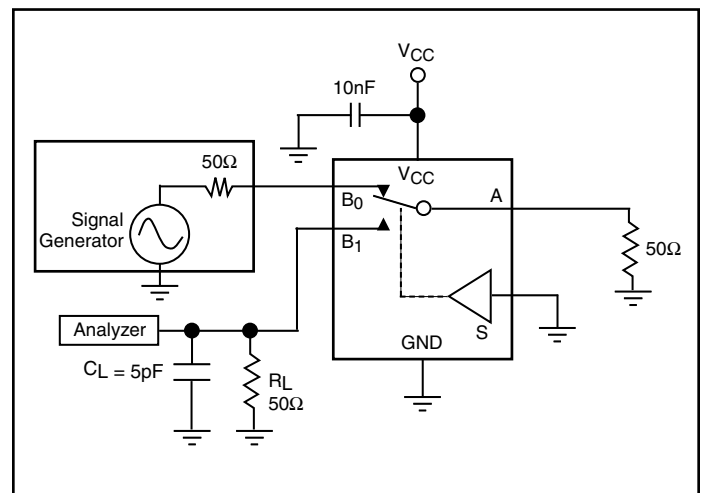 VCC
10nF
50Ω
VCC
B0
A
Signal
Generator
B1
50Ω
Analyzer
S
GND
CL = 5pF
RL
50Ω